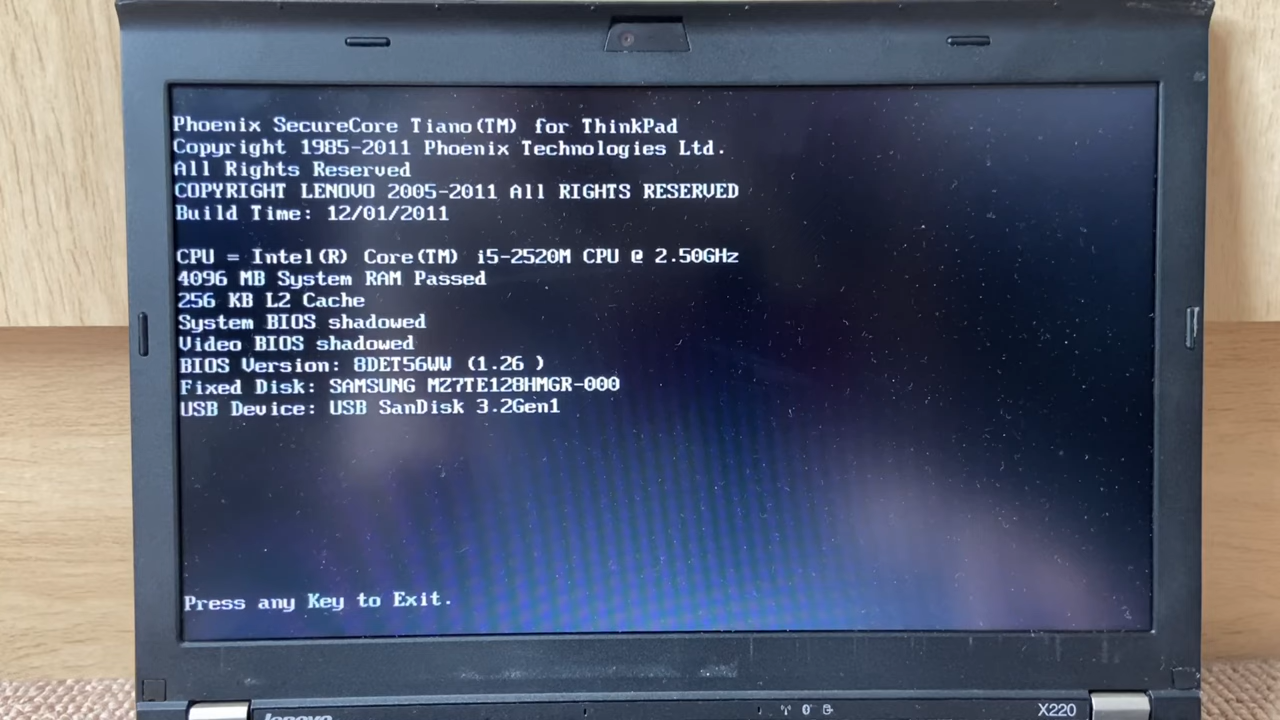 Phoenix SecureCore Tiano(TM) for ThinkPad
Copyright 1985-2011 Phoenix Technologies Ltd.
All Rights Reserved
COPYRIGHT LENOVO 2005-2011 All RIGHTS RESERVED
Build Time: 12/01/2011
CPU = Intel(R) Core(TM) i5-2520M CPU @ 2.50GHz
4096 MB System RAM Passed
256 KB L2 Cache
System BIOS shadowed
Video BIOS shadowed
BIOS Version: 8DET56WW (1.26 )
Fixed Disk: SAMSUNG MZ7TE128HMGR-000
USB Device: USB SanDisk 3.2Gen1
Press any Key to Exit.
lenovo
X220